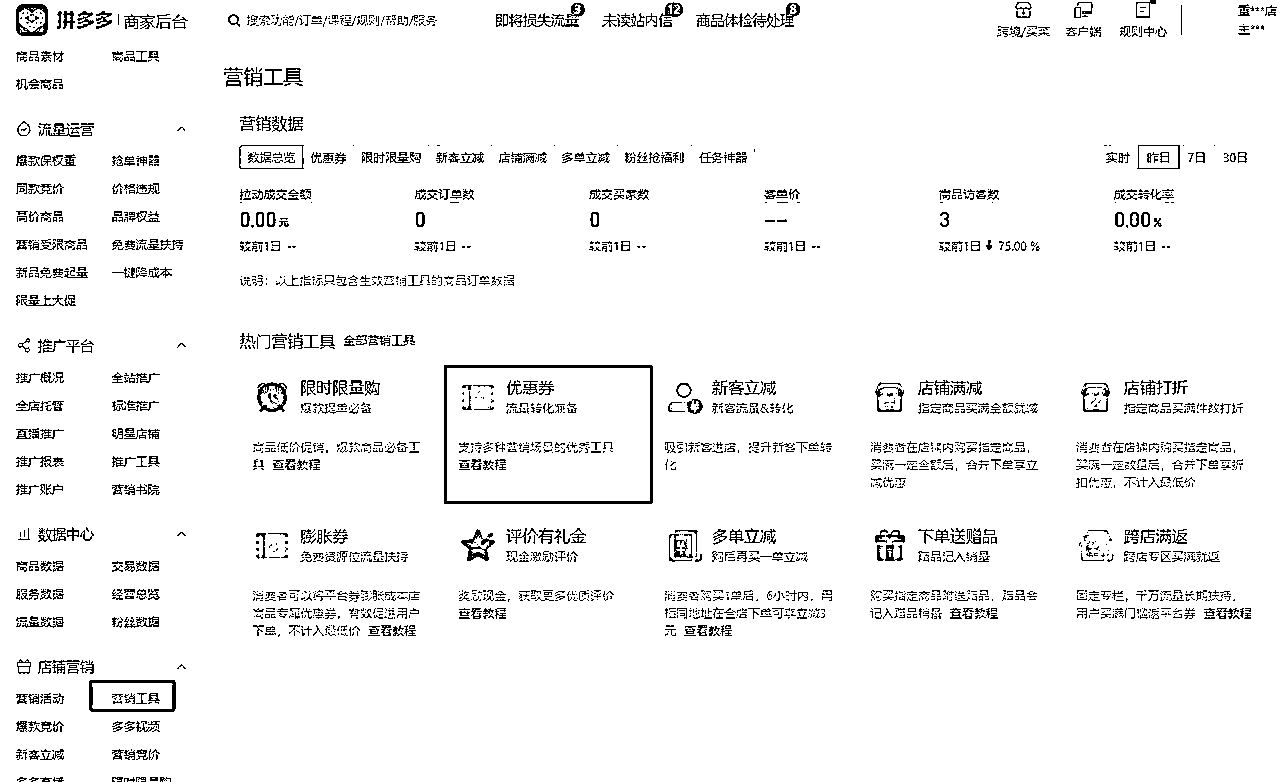 拼多多 商家后台
搜索功能/订单/课程/规则/帮助/服务
即将损失流量 3
未读站内信 12
商品体检待处理 8
跨境/买菜
客户端
规则中心
重***店
主***
商品素材 商品工具
机会商品
流量运营
爆款保权重 抢单神器
同款竞价 价格违规
高价商品 品牌权益
营销受限商品 免费流量扶持
新品免费起量 一键降成本
限量上大促
推广平台
推广概况 全站推广
全店托管 标准推广
直播推广 明星店铺
推广报表 推广工具
推广账户 营销书院
数据中心
商品数据 交易数据
服务数据 经营总览
流量数据 粉丝数据
店铺营销
营销活动 营销工具
爆款竞价 多多视频
新客立减 营销竞价
多多直播 限时限量购
营销工具
营销数据
数据总览 优惠券 限时限量购 新客立减 店铺满减 多单立减 粉丝抢福利 任务神器
实时 昨日 7日 30日
拉动成交金额 成交订单数 成交买家数 客单价 商品访客数 成交转化率
0.00元 0 0 -- 3 0.00%
较前1日 -- 较前1日 -- 较前1日 -- 较前1日 -- 较前1日 75.00 % 较前1日 --
说明：以上指标只包含生效营销工具的商品订单数据
热门营销工具 全部营销工具
限时限量购
爆款提单必备
商品低价促销，爆款商品必备工
具 查看教程
优惠券
流量转化兼备
支持多种营销场景的优秀工具
查看教程
新客立减
新客流量&转化
吸引新客进店，提升新客下单转
化
店铺满减
指定商品买满金额就减
消费者在店铺内购买指定商品，
买满一定金额后，合并下单享立
减优惠
店铺打折
指定商品买满件数打折
消费者在店铺内购买指定商品，
买满一定数量后，合并下单享折
扣优惠，不计入最低价
膨胀券
免费资源位流量扶持
消费者可以将平台券膨胀成本店
商品专属优惠券，有效促进用户
下单，不计入最低价 查看教程
评价有礼金
现金激励评价
奖励现金，获取更多优质评价
查看教程
多单立减
跨店再买一单立减
消费者购买1单后，6小时内，用
相同地址在全店下单可享立减3
元 查看教程
下单送赠品
赠品记入销量
购买指定商品附送赠品，赠品会
记入赠品销量 查看教程
跨店满返
跨店专区买满就返
固定专栏，千万流量长期扶持，
用户买满门槛返平台券 查看教程